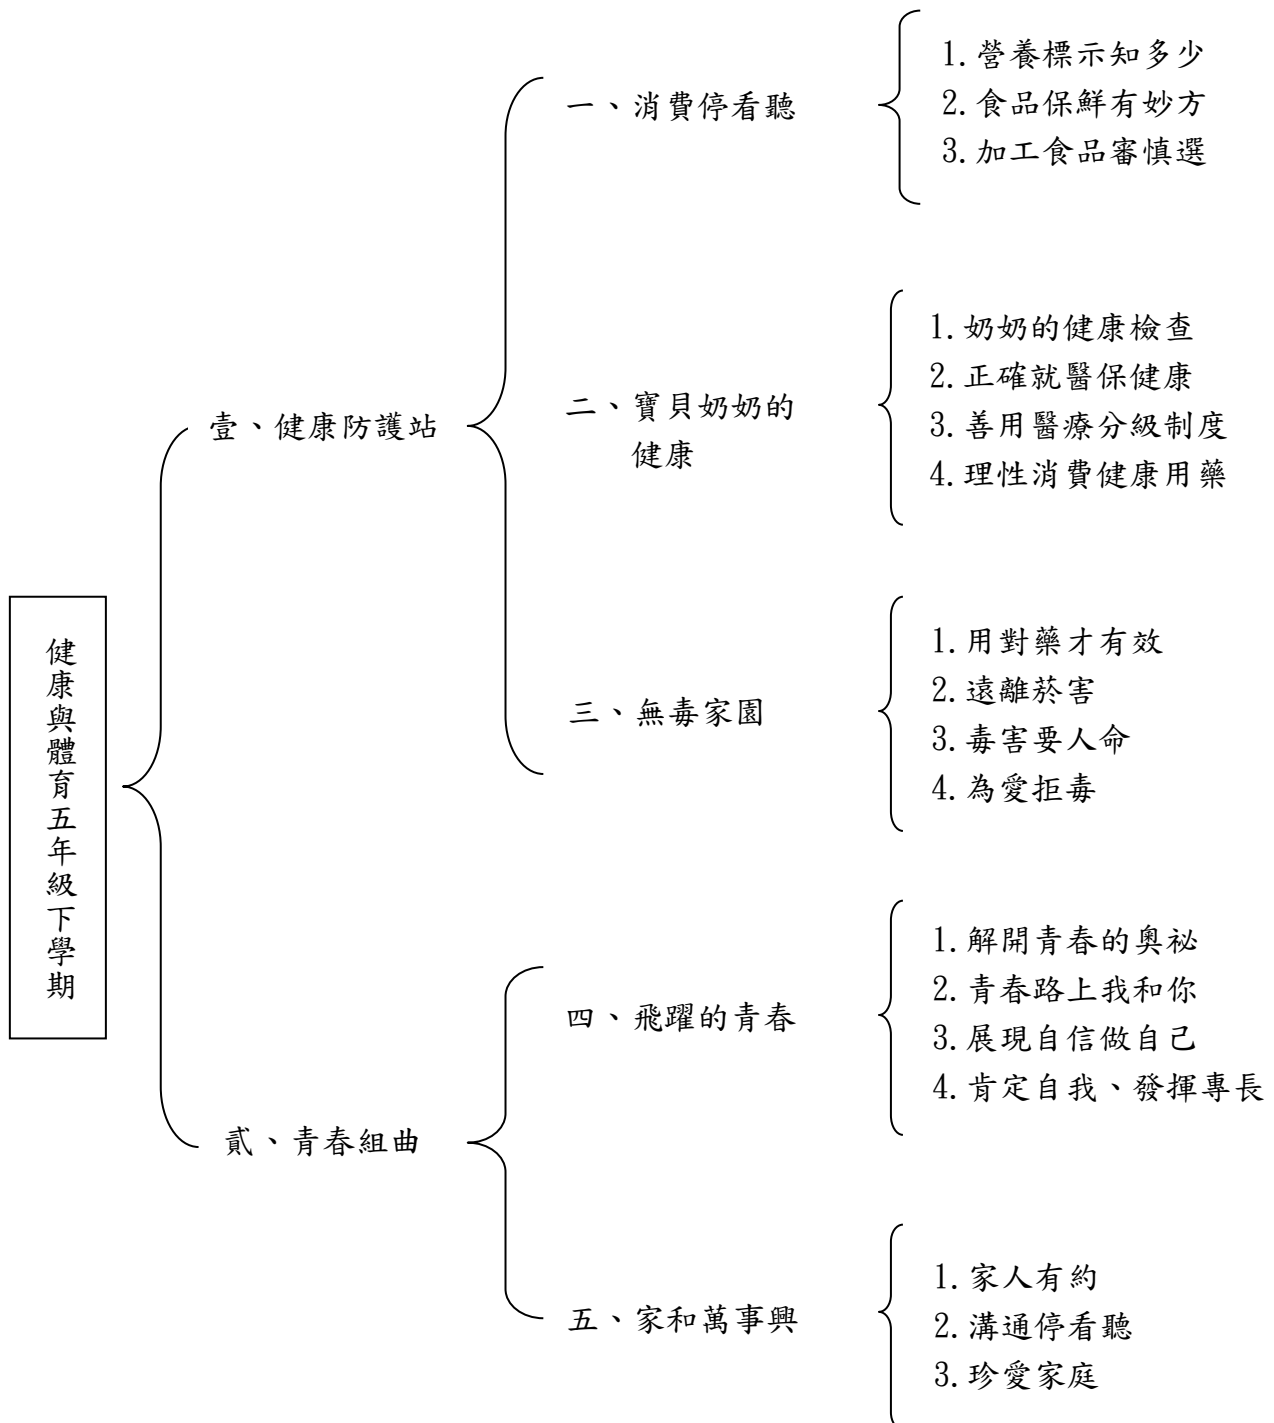 健康與體育五年級下學期
壹、健康防護站
一、消費停看聽
1.營養標示知多少
2.食品保鮮有妙方
3.加工食品審慎選
二、寶貝奶奶的
健康
1.奶奶的健康檢查
2.正確就醫保健康
3.善用醫療分級制度
4.理性消費健康用藥
三、無毒家園
1.用對藥才有效
2.遠離菸害
3.毒害要人命
4.為愛拒毒
貳、青春組曲
四、飛躍的青春
1.解開青春的奧祕
2.青春路上我和你
3.展現自信做自己
4.肯定自我、發揮專長
五、家和萬事興
1.家人有約
2.溝通停看聽
3.珍愛家庭